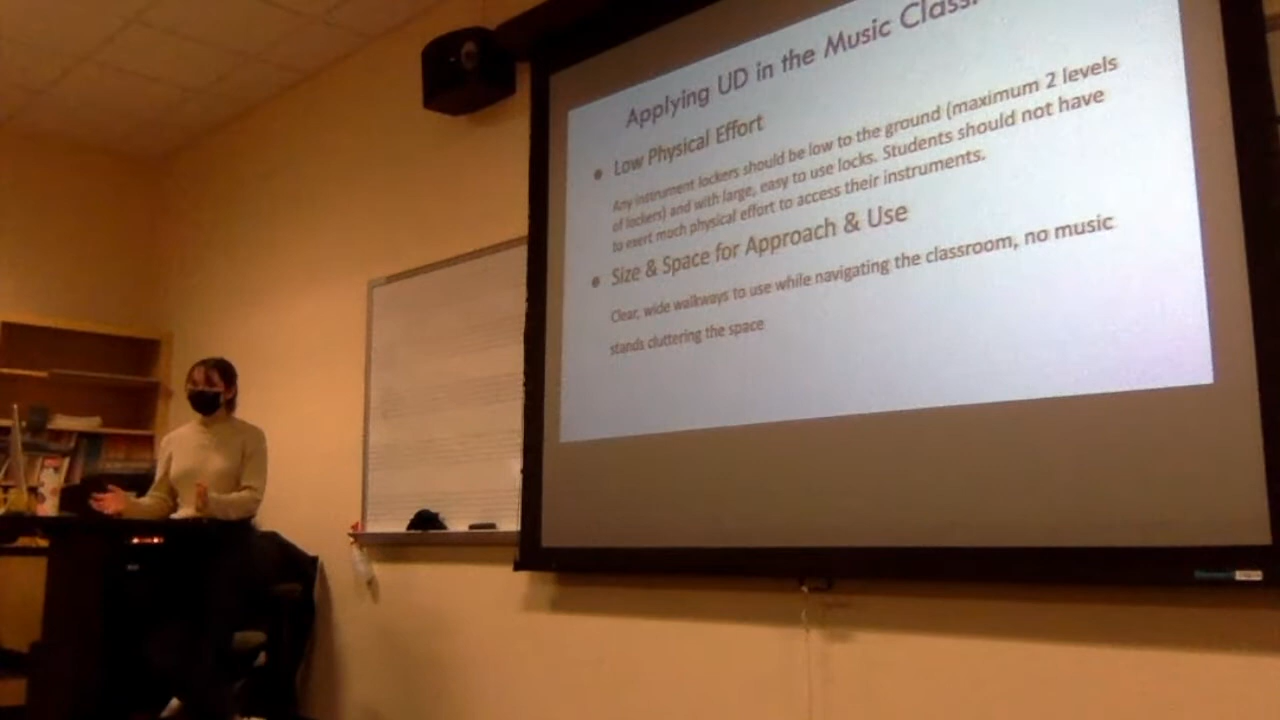 Applying UD in the Music Class
● Low Physical Effort
Any instrument lockers should be low to the ground (maximum 2 levels
of lockers) and with large, easy to use locks. Students should not have
to exert much physical effort to access their instruments.
● Size & Space for Approach & Use
Clear, wide walkways to use while navigating the classroom, no music
stands cluttering the space